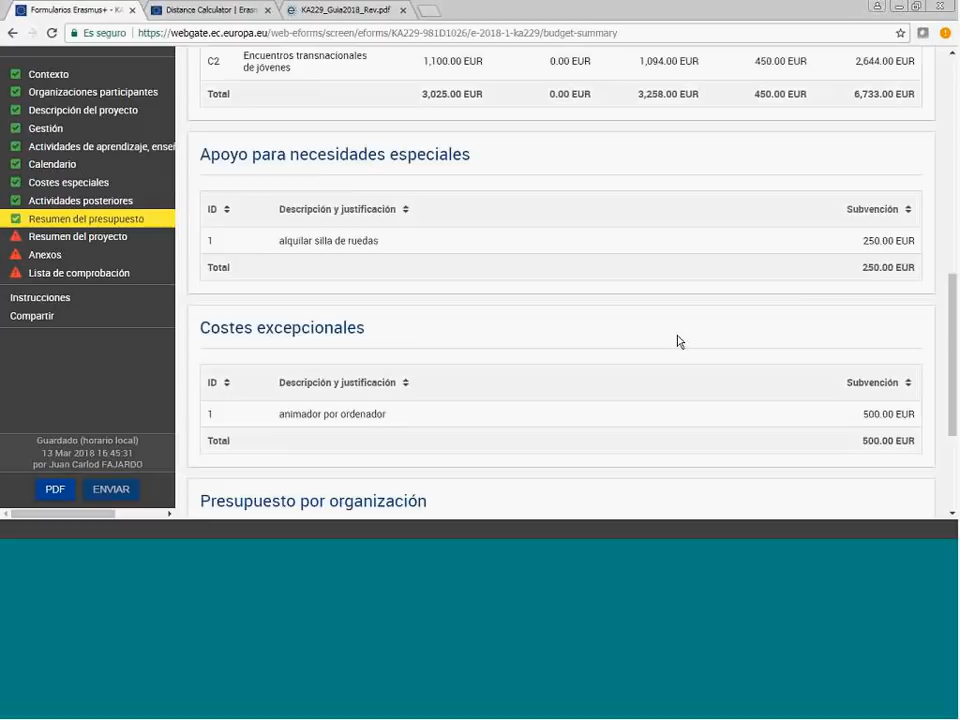 Formularios Erasmus+ - KA
Distance Calculator | Erasm
KA229_Guia2018_Rev.pdf
Es seguro
https://webgate.ec.europa.eu/web-eforms/screen/eforms/KA229-981D1026/e-2018-1-ka229/budget-summary
Contexto
Organizaciones participantes
Descripción del proyecto
Gestión
Actividades de aprendizaje, enseñ
Calendario
Costes especiales
Actividades posteriores
Resumen del presupuesto
Resumen del proyecto
Anexos
Lista de comprobación
Instrucciones
Compartir
Guardado (horario local)
13 Mar 2018 16:45:31
por Juan Carlod FAJARDO
PDF ENVIAR
C2 Encuentros transnacionales de jóvenes 1,100.00 EUR 0.00 EUR 1,094.00 EUR 450.00 EUR 2,644.00 EUR
Total 3,025.00 EUR 0.00 EUR 3,258.00 EUR 450.00 EUR 6,733.00 EUR
Apoyo para necesidades especiales
ID Descripción y justificación Subvención
1 alquilar silla de ruedas 250.00 EUR
Total 250.00 EUR
Costes excepcionales
ID Descripción y justificación Subvención
1 animador por ordenador 500.00 EUR
Total 500.00 EUR
Presupuesto por organización